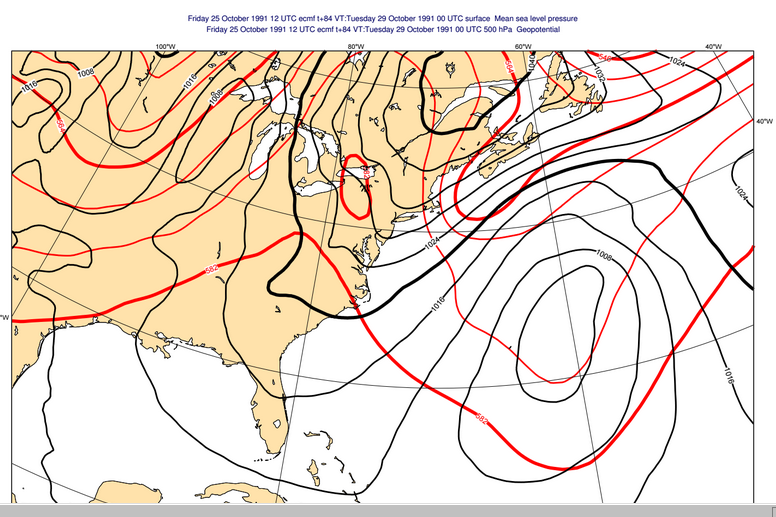 Friday 25 October 1991 12 UTC ecmf t+84 VT:Tuesday 29 October 1991 00 UTC surface Mean sea level pressure
Friday 25 October 1991 12 UTC ecmf t+84 VT:Tuesday 29 October 1991 00 UTC 500 hPa Geopotential
100°W
80°W
60°W
40°W
1016
1008
1016
1008
564
564
1040
1032
1024
40°W
1024
1024
582
1008
1016
°W
1016
582